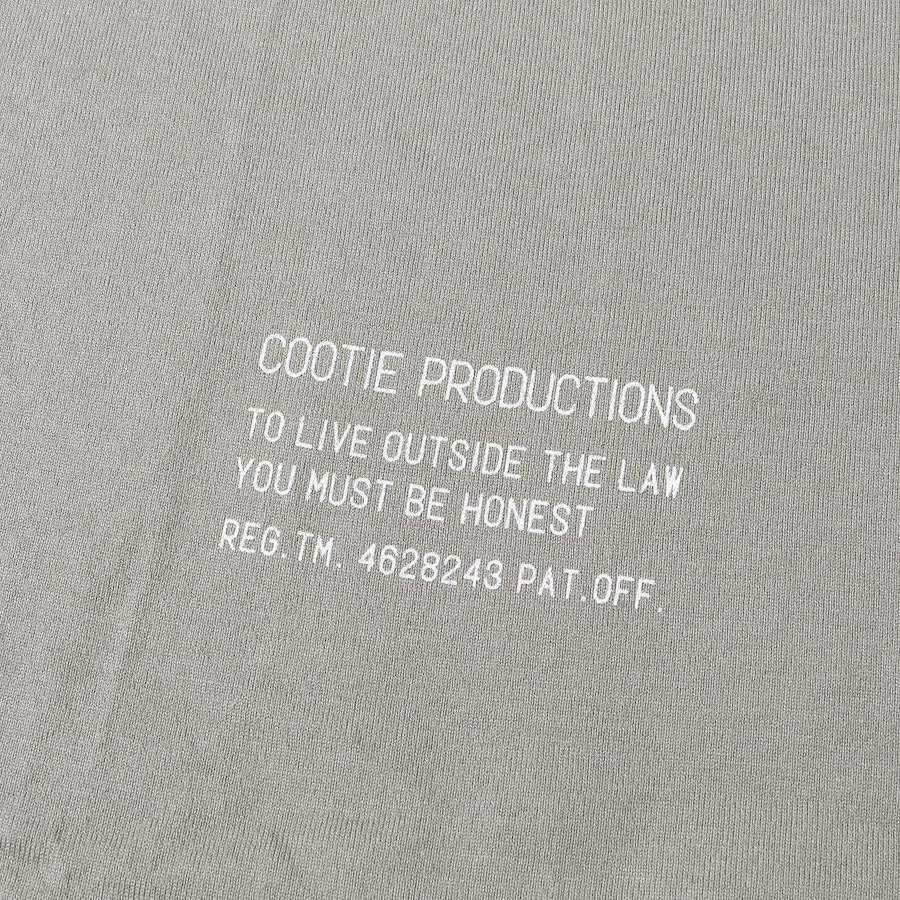 COOTIE PRODUCTIONS
TO LIVE OUTSIDE THE LAW
YOU MUST BE HONEST
REG.TM. 4628243 PAT.OFF.